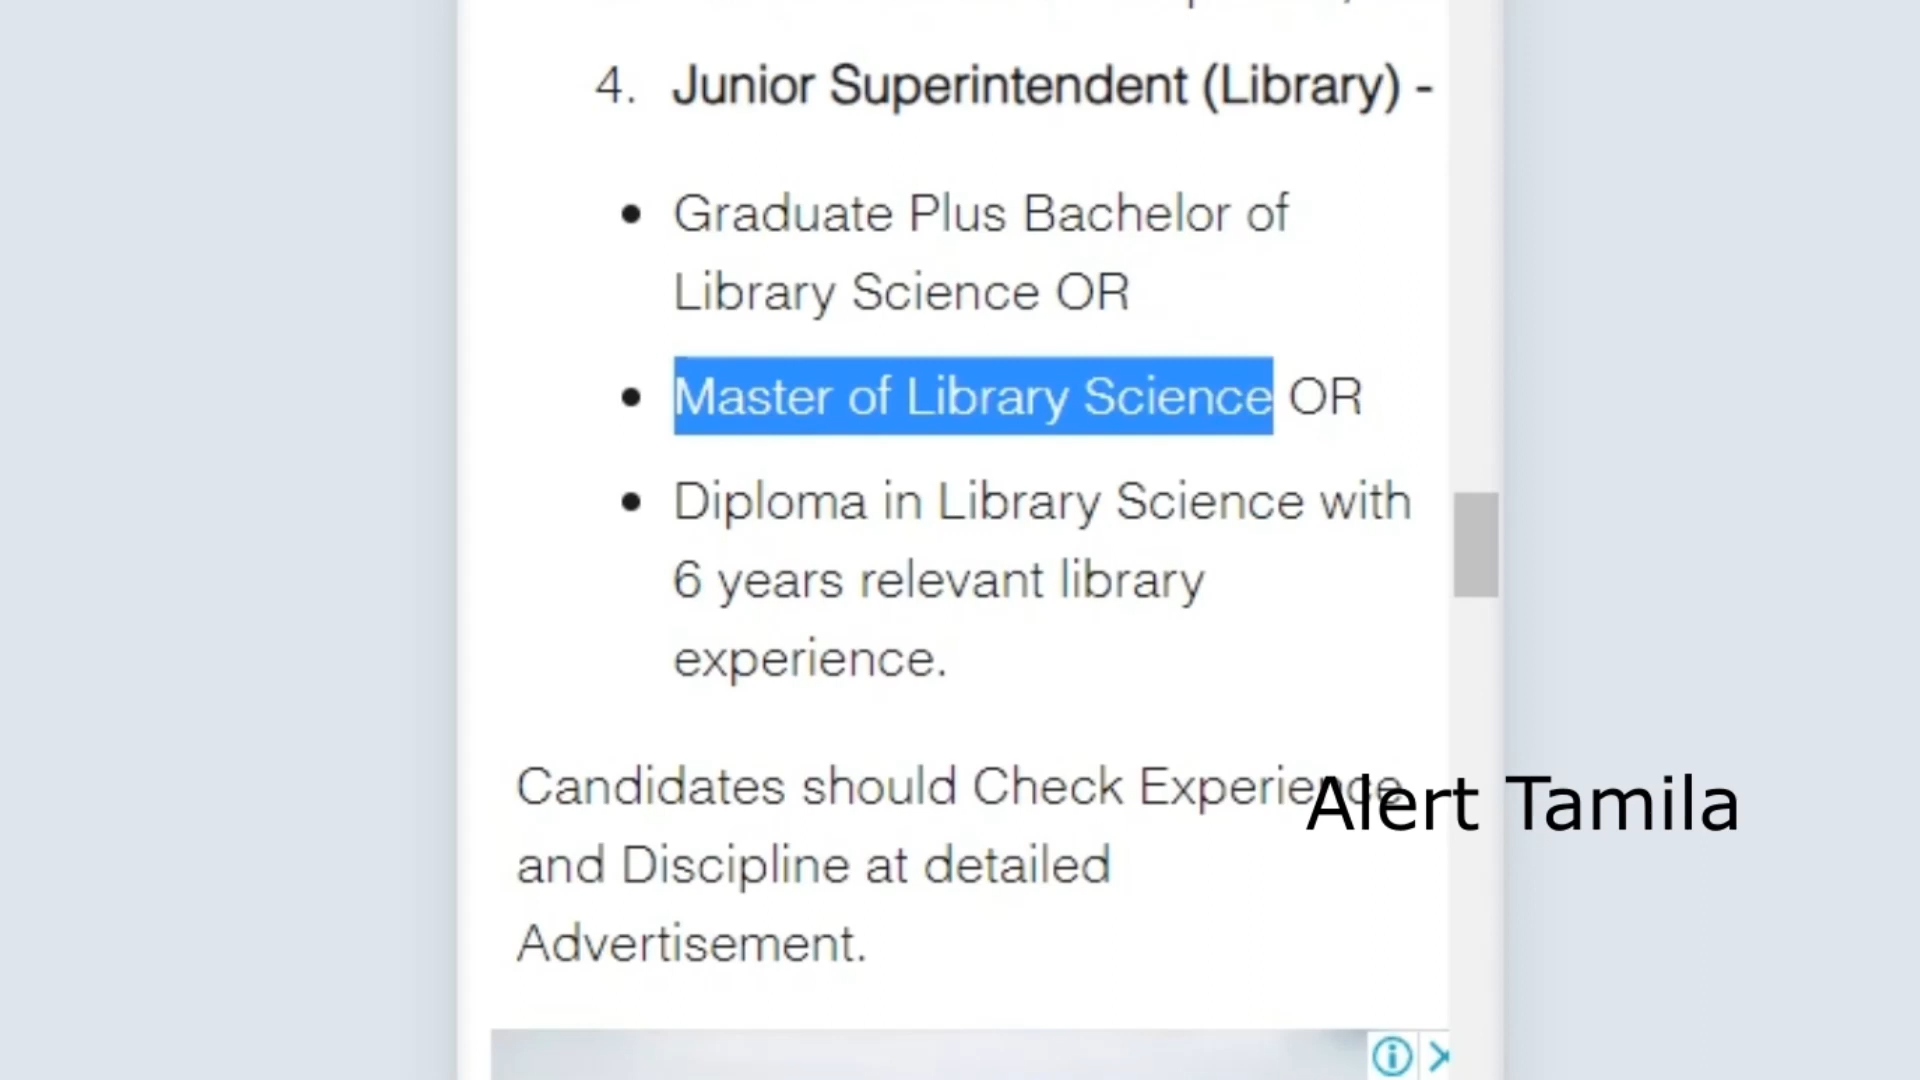 4. Junior Superintendent (Library) -
• Graduate Plus Bachelor of
Library Science OR
• Master of Library Science OR
• Diploma in Library Science with
6 years relevant library
experience.
Candidates should Check Experience
and Discipline at detailed
Advertisement.
Alert Tamila